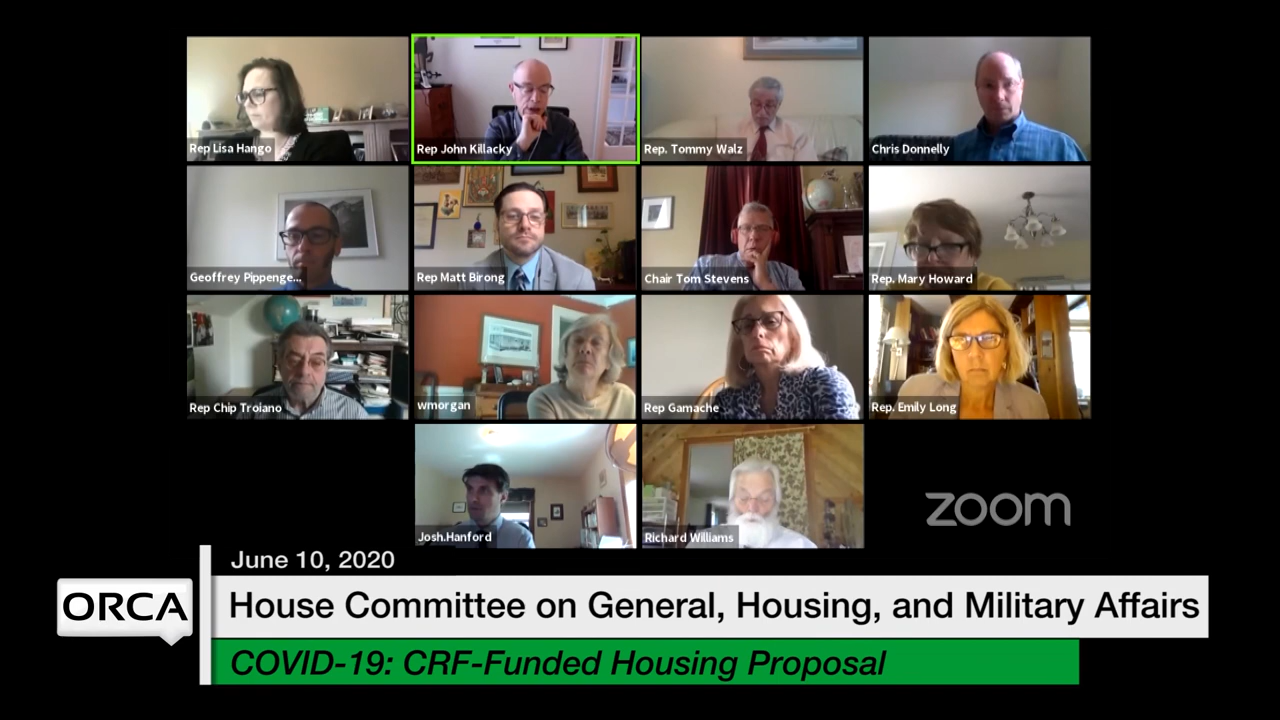 Rep Lisa Hango
Rep John Killacky
Rep. Tommy Walz
Chris Donnelly
Geoffrey Pippenge...
Rep Matt Birong
Chair Tom Stevens
Rep. Mary Howard
Rep Chip Troiano
wmorgan
Rep Gamache
Rep. Emily Long
Josh.Hanford
Richard Williams
zoom
June 10, 2020
ORCA
House Committee on General, Housing, and Military Affairs
COVID-19: CRF-Funded Housing Proposal